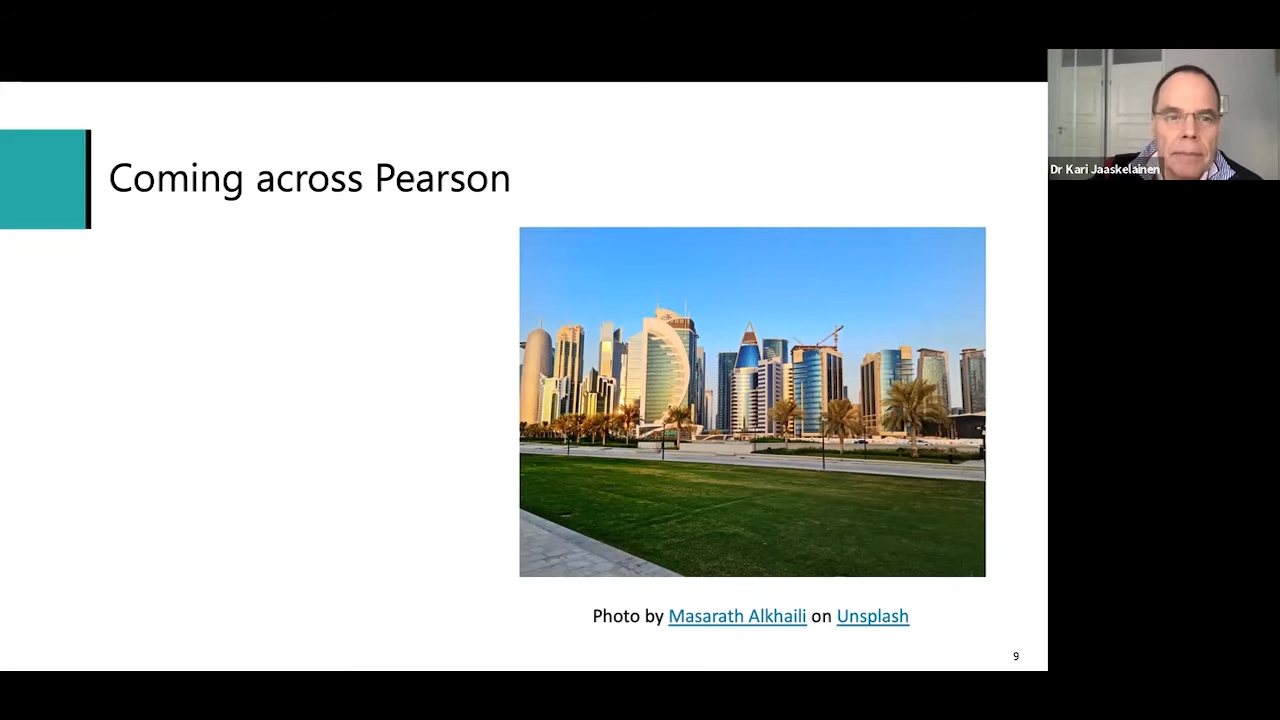 Coming across Pearson
Dr Kari Jaaskelainen
Photo by Masarath Alkhaili on Unsplash
9